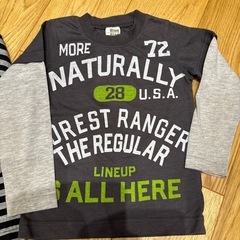 MORE 72
NATURALLY
28 U.S.A.
OREST RANGER
THE REGULAR
LINEUP
S ALL HERE